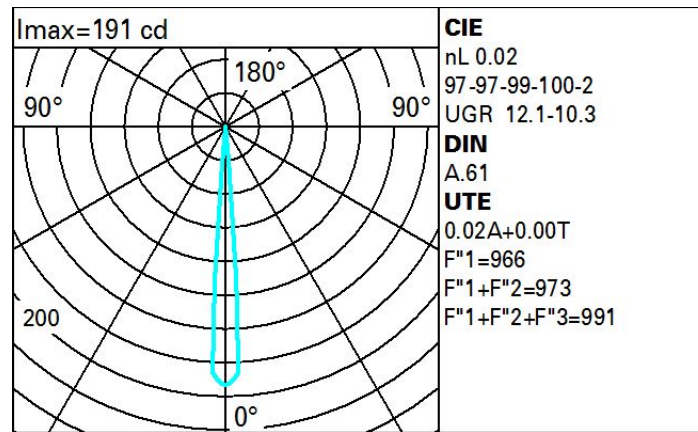 Imax=191 cd
180°
90°
90°
200
0°
CIE
nL 0.02
97-97-99-100-2
UGR 12.1-10.3
DIN
A.61
UTE
0.02A+0.00T
F"1=966
F"1+F"2=973
F"1+F"2+F"3=991